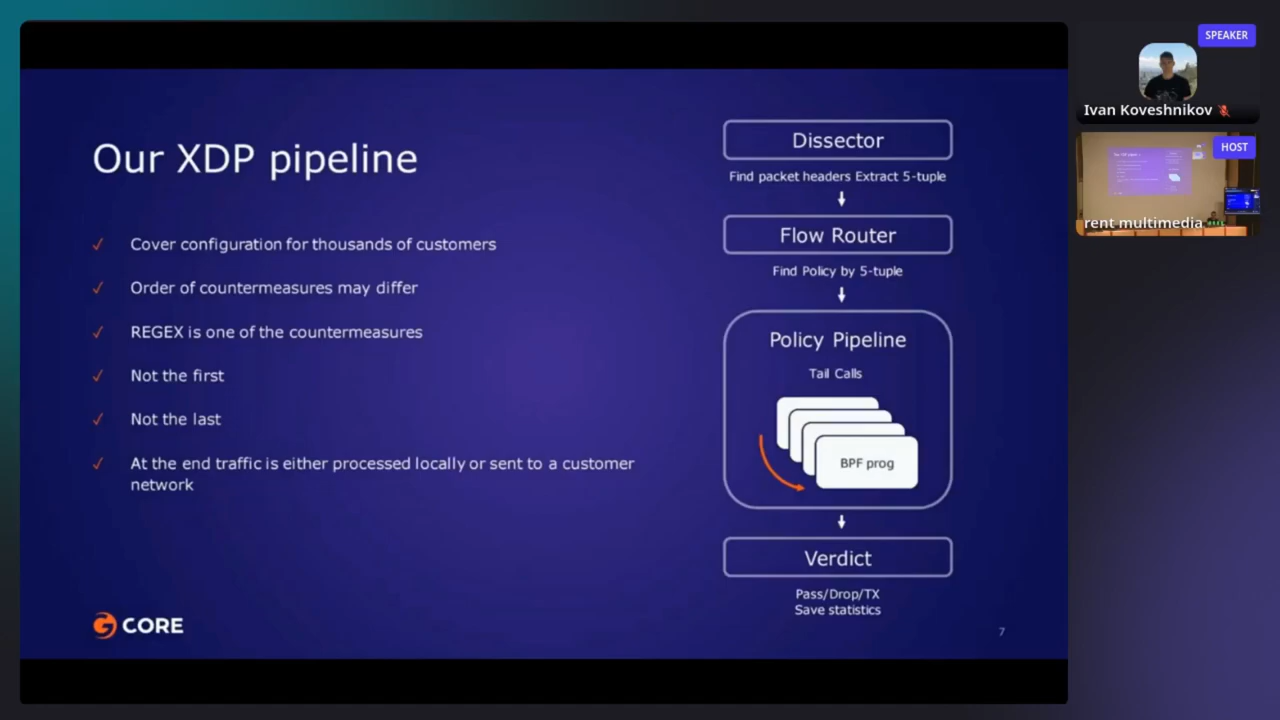 Our XDP pipeline
✓ Cover configuration for thousands of customers
✓ Order of countermeasures may differ
✓ REGEX is one of the countermeasures
✓ Not the first
✓ Not the last
✓ At the end traffic is either processed locally or sent to a customer
network
Dissector
Find packet headers Extract 5-tuple
Flow Router
Find Policy by 5-tuple
Policy Pipeline
Tail Calls
BPF prog
Verdict
Pass/Drop/TX
Save statistics
G CORE
7
SPEAKER
Ivan Koveshnikov
HOST
rent multimedia